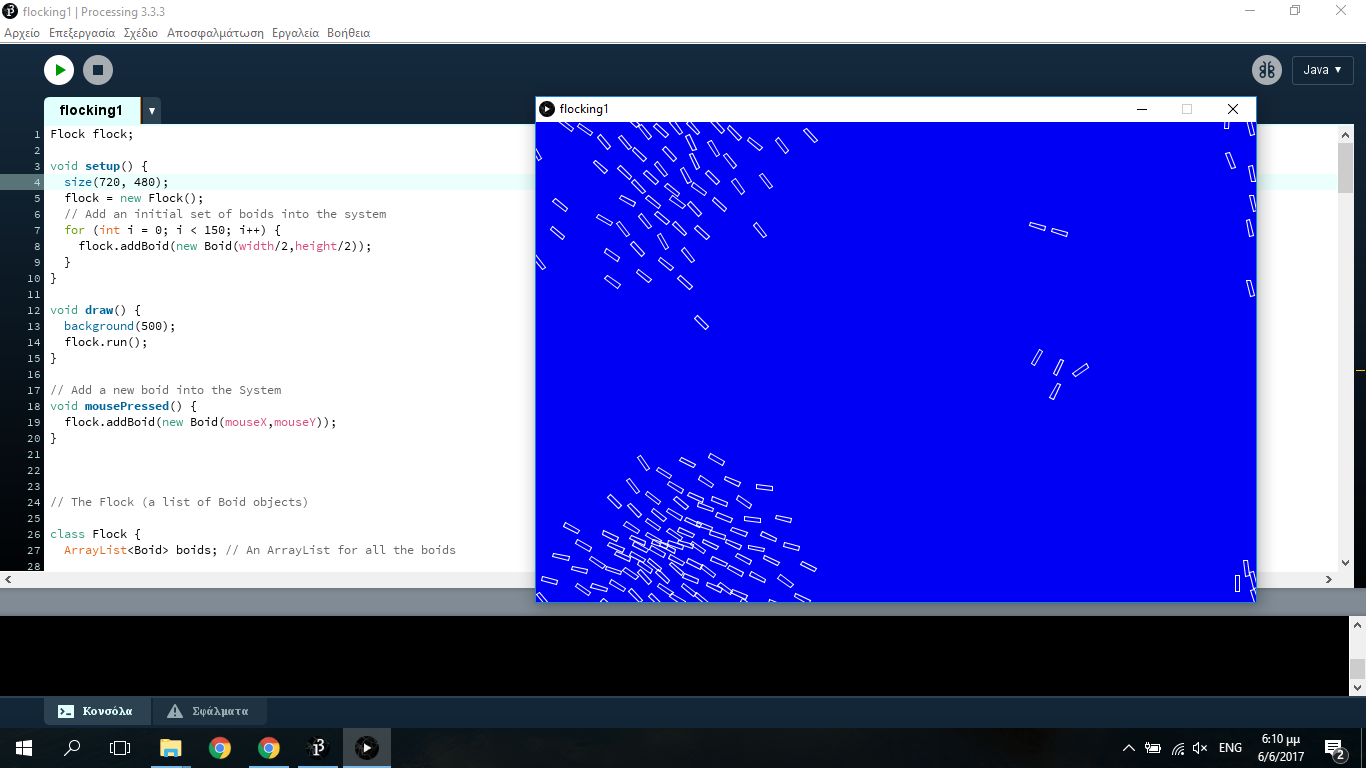 flocking1 | Processing 3.3.3
Αρχείο Επεξεργασία Σχέδιο Αποσφαλμάτωση Εργαλεία Βοήθεια
Java ▼
flocking1 ▼
flocking1
1 Flock flock;
2
3 void setup() {
4 size(720, 480);
5 flock = new Flock();
6 // Add an initial set of boids into the system
7 for (int i = 0; i < 150; i++) {
8 flock.addBoid(new Boid(width/2,height/2));
9 }
10 }
11
12 void draw() {
13 background(500);
14 flock.run();
15 }
16
17 // Add a new boid into the System
18 void mousePressed() {
19 flock.addBoid(new Boid(mouseX,mouseY));
20 }
21
22
23
24 // The Flock (a list of Boid objects)
25
26 class Flock {
27 ArrayList<Boid> boids; // An ArrayList for all the boids
28
Κονσόλα Σφάλματα
ENG
6:10 μμ
6/6/2017
2